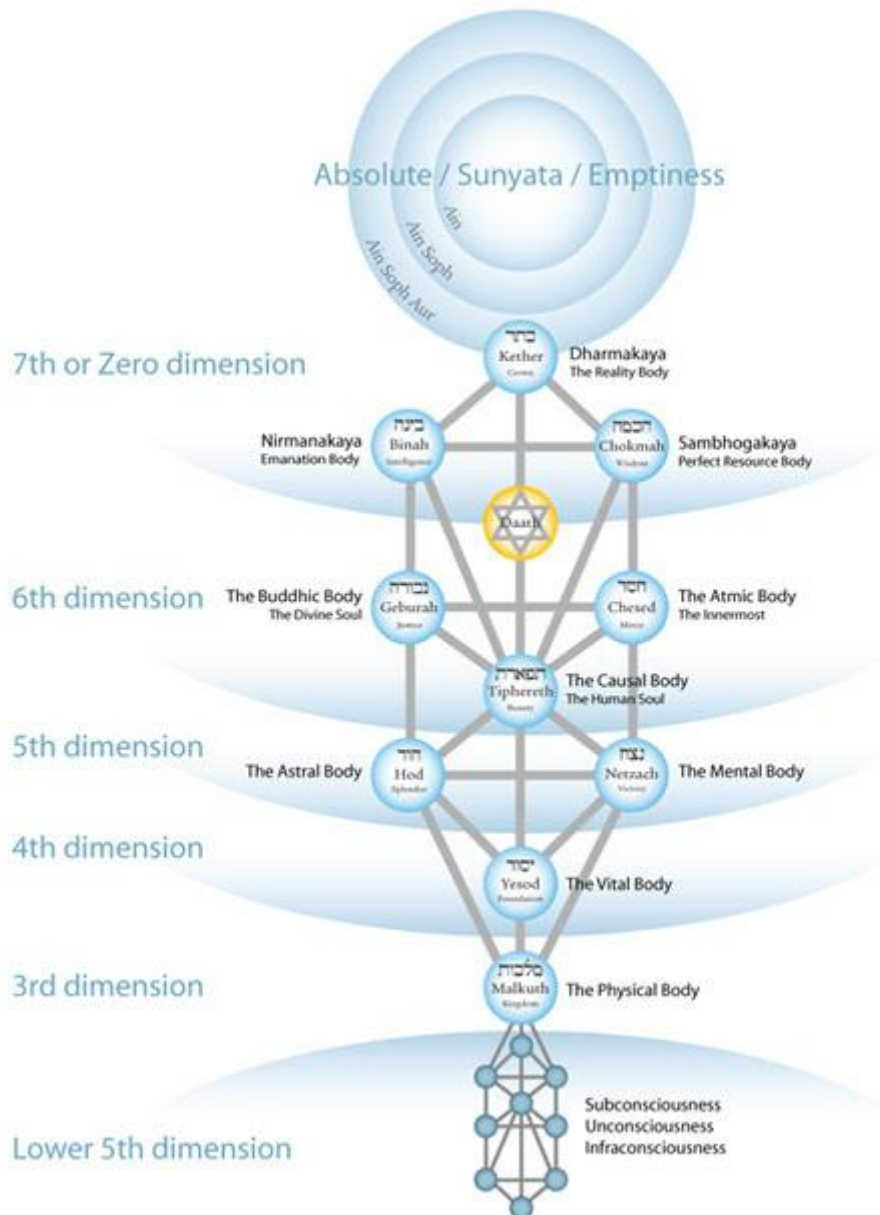 Absolute / Sunyata / Emptiness
Ain
Ain Soph
Ain Soph Aur
7th or Zero dimension
כתר
Kether
Crown
Dharmakaya
The Reality Body
Nirmanakaya
Emanation Body
בינה
Binah
Intelligence
חכמה
Chokmah
Wisdom
Sambhogakaya
Perfect Resource Body
Daath
6th dimension
The Buddhic Body
The Divine Soul
גבורה
Geburah
Justice
חסד
Chesed
Mercy
The Atmic Body
The Innermost
תפארת
Tiphereth
Beauty
The Causal Body
The Human Soul
5th dimension
The Astral Body
הוד
Hod
Splendor
נצח
Netzach
Victory
The Mental Body
4th dimension
יסוד
Yesod
Foundation
The Vital Body
3rd dimension
מלכות
Malkuth
Kingdom
The Physical Body
Subconsciousness
Unconsciousness
Infraconsciousness
Lower 5th dimension